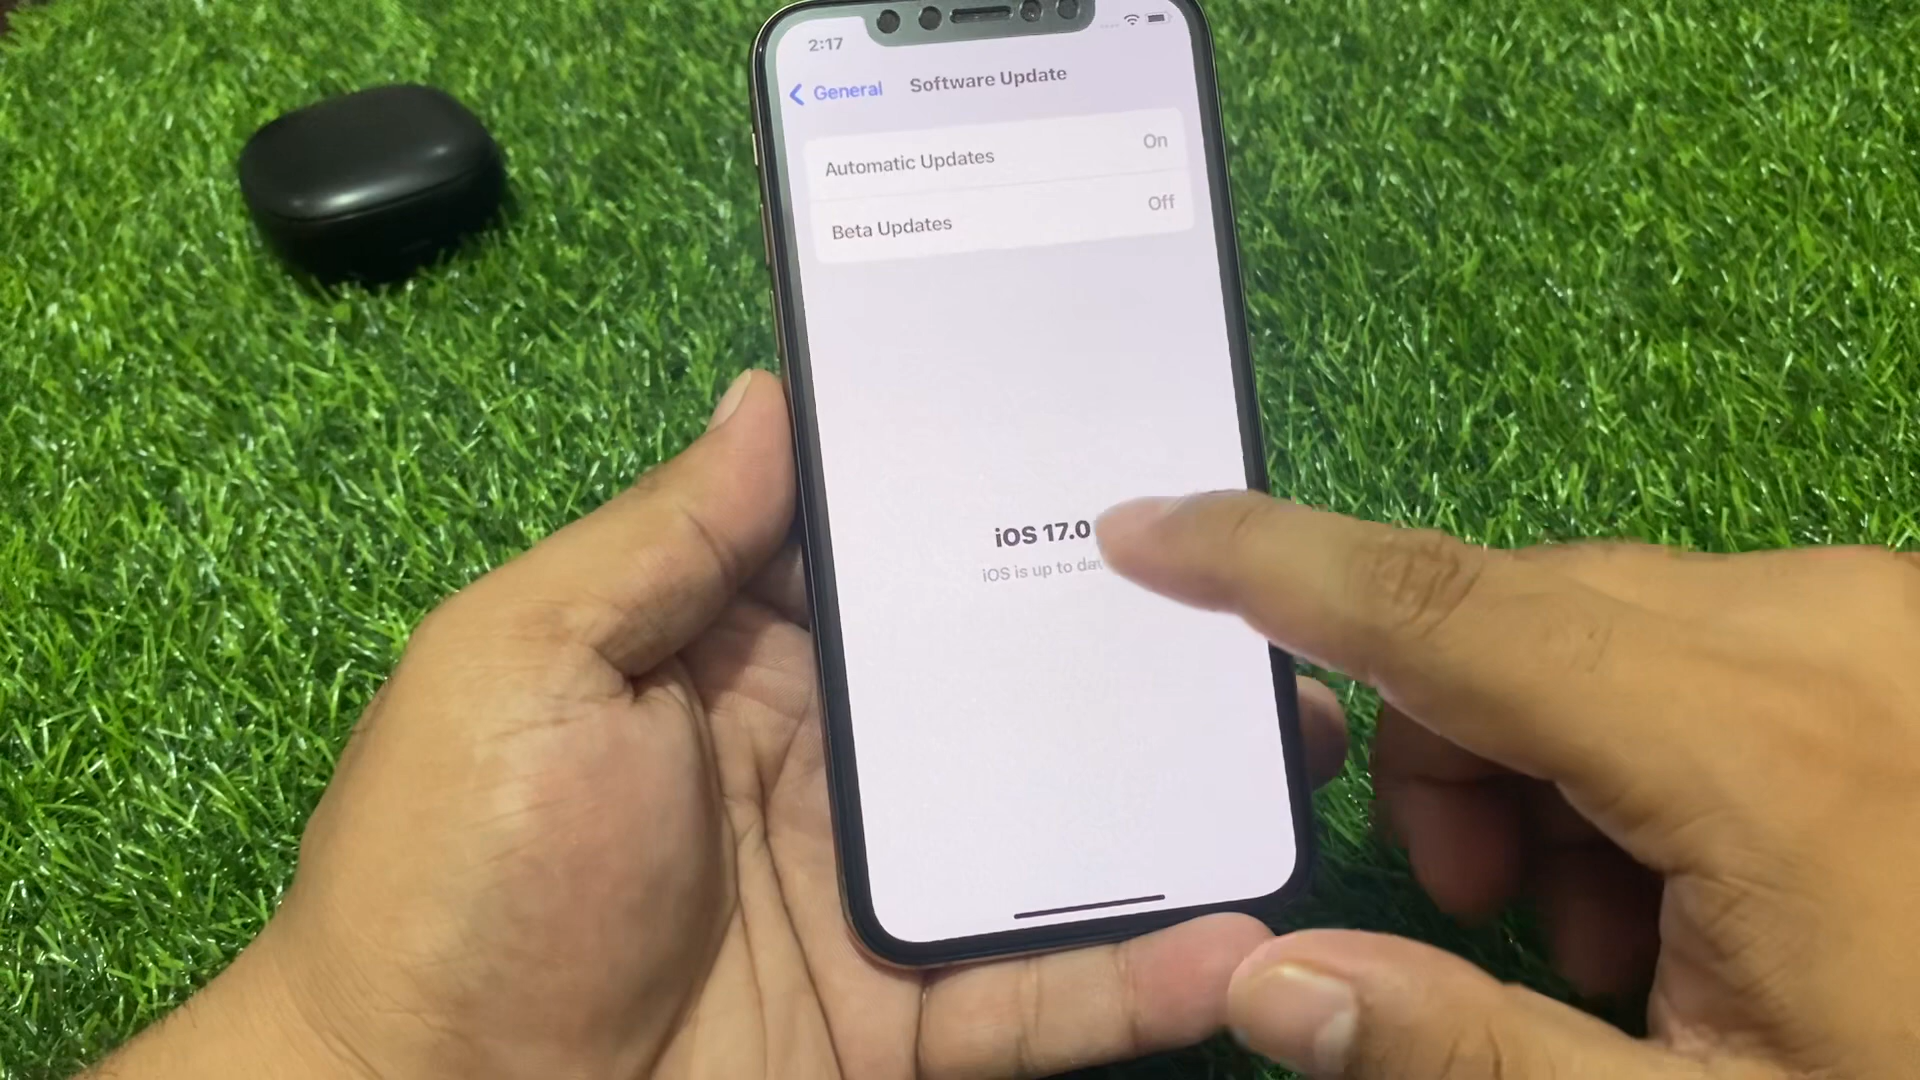 2:17
General Software Update
Automatic Updates On
Beta Updates Off
iOS 17.0
iOS is up to